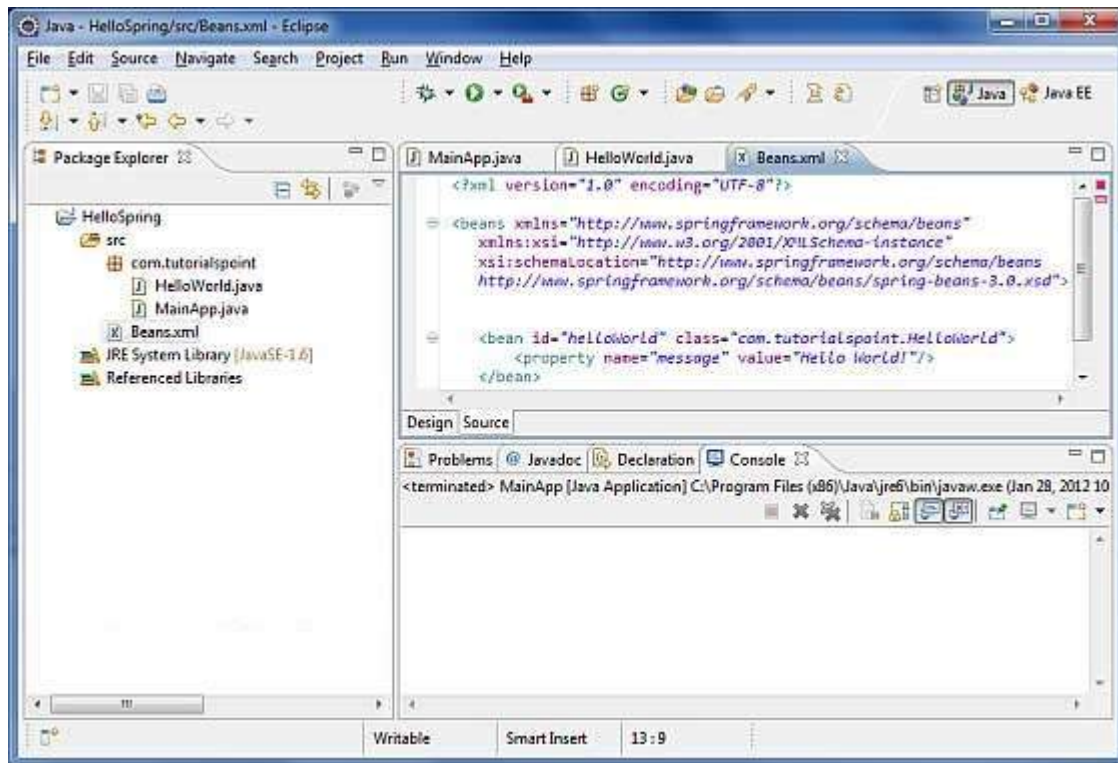 Java - HelloSpring/src/Beans.xml - Eclipse
File Edit Source Navigate Search Project Run Window Help
Java Java EE
Package Explorer
HelloSpring
src
com.tutorialspoint
HelloWorld.java
MainApp.java
Beans.xml
JRE System Library [JavaSE-1.6]
Referenced Libraries
MainApp.java HelloWorld.java Beans.xml
<?xml version="1.0" encoding="UTF-8"?>
<beans xmlns="http://www.springframework.org/schema/beans"
xmlns:xsi="http://www.w3.org/2001/XMLSchema-instance"
xsi:schemaLocation="http://www.springframework.org/schema/beans
http://www.springframework.org/schema/beans/spring-beans-3.0.xsd">
<bean id="helloWorld" class="com.tutorialspoint.HelloWorld">
<property name="message" value="Hello World!"/>
</bean>
Design Source
Problems @ Javadoc Declaration Console
<terminated> MainApp [Java Application] C:\Program Files (x86)\Java\jre6\bin\javaw.exe (Jan 28, 2012 10
Writable Smart Insert 13 : 9